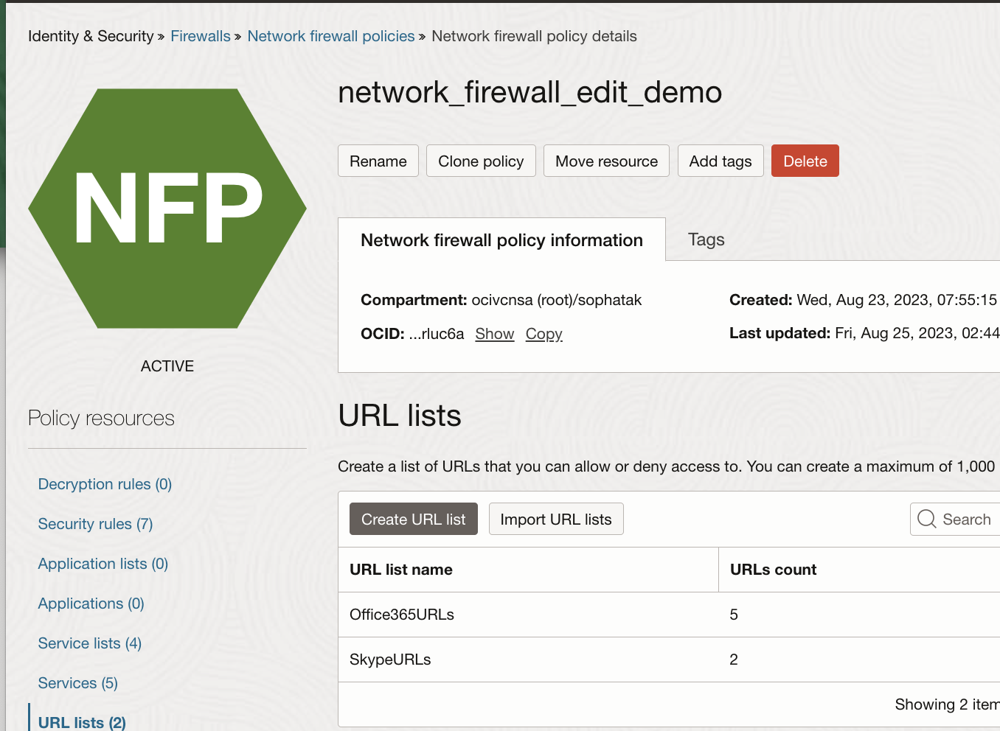 Identity & Security » Firewalls » Network firewall policies » Network firewall policy details
NFP
ACTIVE
network_firewall_edit_demo
Rename Clone policy Move resource Add tags Delete
Network firewall policy information Tags
Compartment: ocivcnsa (root)/sophatak Created: Wed, Aug 23, 2023, 07:55:15
OCID: ...rluc6a Show Copy Last updated: Fri, Aug 25, 2023, 02:44
Policy resources
Decryption rules (0)
Security rules (7)
Application lists (0)
Applications (0)
Service lists (4)
Services (5)
URL lists (2)
URL lists
Create a list of URLs that you can allow or deny access to. You can create a maximum of 1,000
Create URL list Import URL lists Search
URL list name URLs count
Office365URLs 5
SkypeURLs 2
Showing 2 item